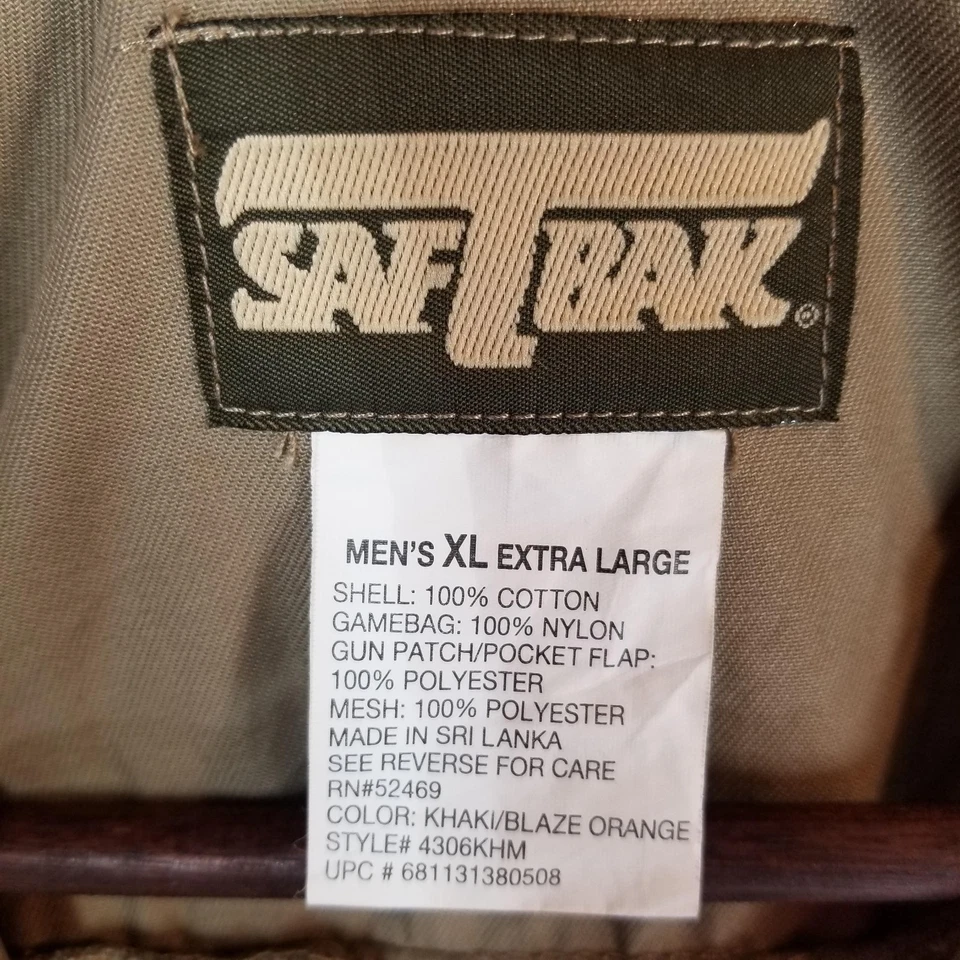 SAFTBAK®
MEN'S XL EXTRA LARGE
SHELL: 100% COTTON
GAMEBAG: 100% NYLON
GUN PATCH/POCKET FLAP:
100% POLYESTER
MESH: 100% POLYESTER
MADE IN SRI LANKA
SEE REVERSE FOR CARE
RN#52469
COLOR: KHAKI/BLAZE ORANGE
STYLE# 4306KHM
UPC # 681131380508